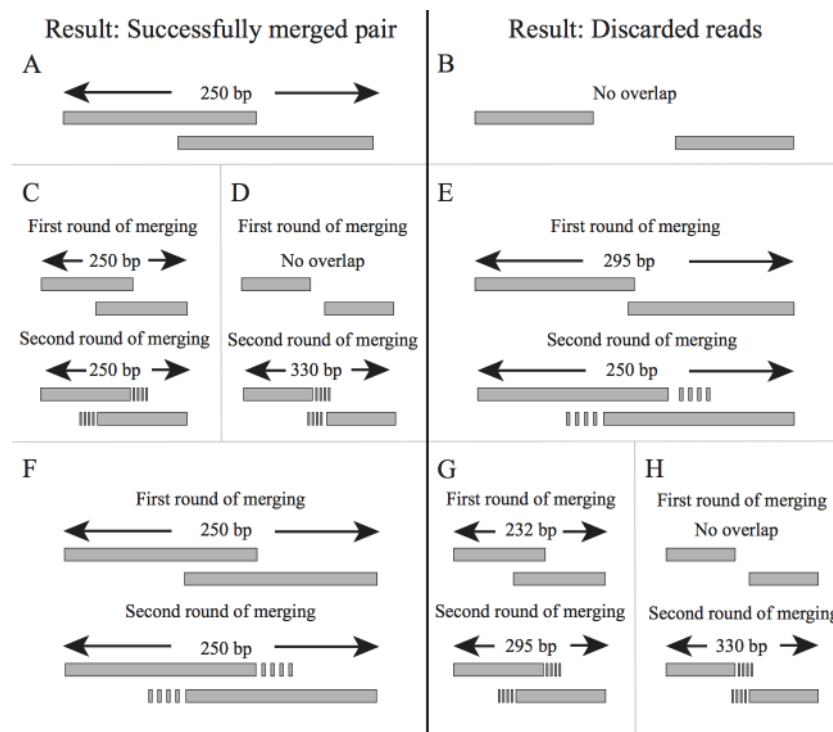 Result: Successfully merged pair
Result: Discarded reads
A
250 bp
B
No overlap
C
First round of merging
250 bp
Second round of merging
250 bp
D
First round of merging
No overlap
Second round of merging
330 bp
E
First round of merging
295 bp
Second round of merging
250 bp
F
First round of merging
250 bp
Second round of merging
250 bp
G
First round of merging
232 bp
Second round of merging
295 bp
H
First round of merging
No overlap
Second round of merging
330 bp